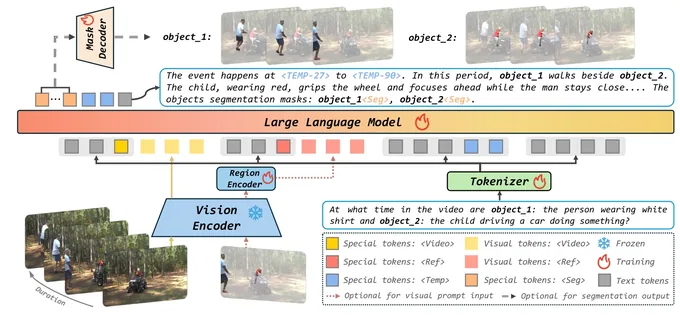 Mask
Decoder
object_1:
object_2:
The event happens at <TEMP-27> to <TEMP-90>. In this period, object_1 walks beside object_2.
The child, wearing red, grips the wheel and focuses ahead while the man stays close.... The
objects segmentation masks: object_1<Seg>, object_2<Seg>.
Large Language Model
Region
Encoder
Tokenizer
Vision
Encoder
At what time in the video are object_1: the person wearing white
shirt and object_2: the child driving a car doing something?
Duration
Special tokens: <Video>
Visual tokens: <Video>
Frozen
Special tokens: <Ref>
Visual tokens: <Ref>
Training
Special tokens: <Temp>
Special tokens: <Seg>
Text tokens
Optional for visual prompt input
Optional for segmentation output